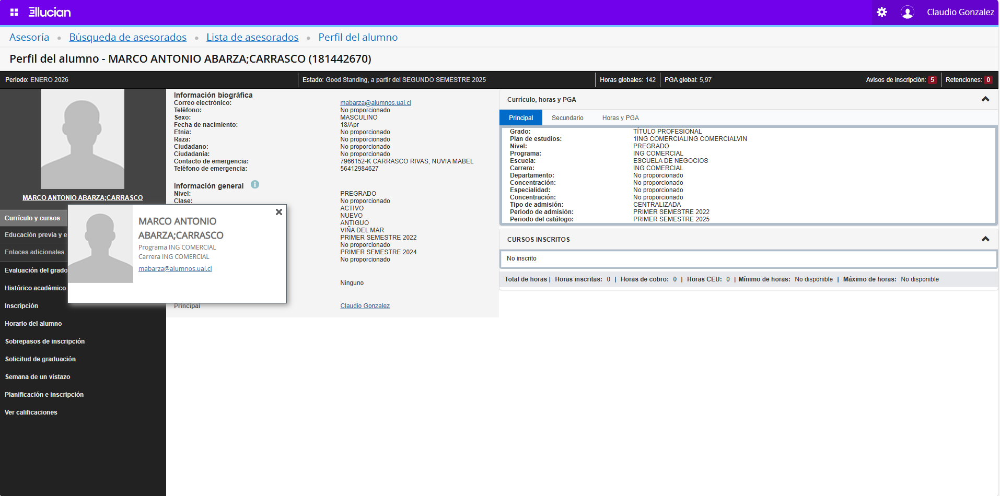 Ellucian
Claudio Gonzalez
Asesoría • Búsqueda de asesorados • Lista de asesorados • Perfil del alumno
Perfil del alumno - MARCO ANTONIO ABARZA;CARRASCO (181442670)
Periodo: ENERO 2026
Estado: Good Standing, a partir del SEGUNDO SEMESTRE 2025
Horas globales: 142
PGA global: 5,97
Avisos de inscripción: 5
Retenciones: 0
MARCO ANTONIO ABARZA;CARRASCO
Currículo y cursos
Educación previa y e
Enlaces adicionales
Evaluación del grado
Histórico académico
Inscripción
Horario del alumno
Sobrepasos de inscripción
Solicitud de graduación
Semana de un vistazo
Planificación e inscripción
Ver calificaciones
MARCO ANTONIO
ABARZA;CARRASCO
Programa ING COMERCIAL
Carrera ING COMERCIAL
mabarza@alumnos.uai.cl
Información biográfica
Correo electrónico: mabarza@alumnos.uai.cl
Teléfono: No proporcionado
Sexo: MASCULINO
Fecha de nacimiento: 18/Apr
Etnia: No proporcionado
Raza: No proporcionado
Ciudadano: No proporcionado
Ciudadanía: No proporcionado
Contacto de emergencia: 7966152-K CARRASCO RIVAS, NUVIA MABEL
Teléfono de emergencia: 56412984627
Información general
Nivel: PREGRADO
Clase: No proporcionado
ACTIVO
NUEVO
ANTIGUO
VIÑA DEL MAR
PRIMER SEMESTRE 2022
No proporcionado
PRIMER SEMESTRE 2024
No proporcionado
Ninguno
Principal Claudio Gonzalez
Currículo, horas y PGA
Principal Secundario Horas y PGA
Grado: TÍTULO PROFESIONAL
Plan de estudios: 1ING COMERCIALING COMERCIALVIN
Nivel: PREGRADO
Programa: ING COMERCIAL
Escuela: ESCUELA DE NEGOCIOS
Carrera: ING COMERCIAL
Departamento: No proporcionado
Concentración: No proporcionado
Especialidad: No proporcionado
Concentración: No proporcionado
Tipo de admisión: CENTRALIZADA
Periodo de admisión: PRIMER SEMESTRE 2022
Periodo del catálogo: PRIMER SEMESTRE 2025
CURSOS INSCRITOS
No inscrito
Total de horas | Horas inscritas: 0 | Horas de cobro: 0 | Horas CEU: 0 | Mínimo de horas: No disponible | Máximo de horas: No disponible